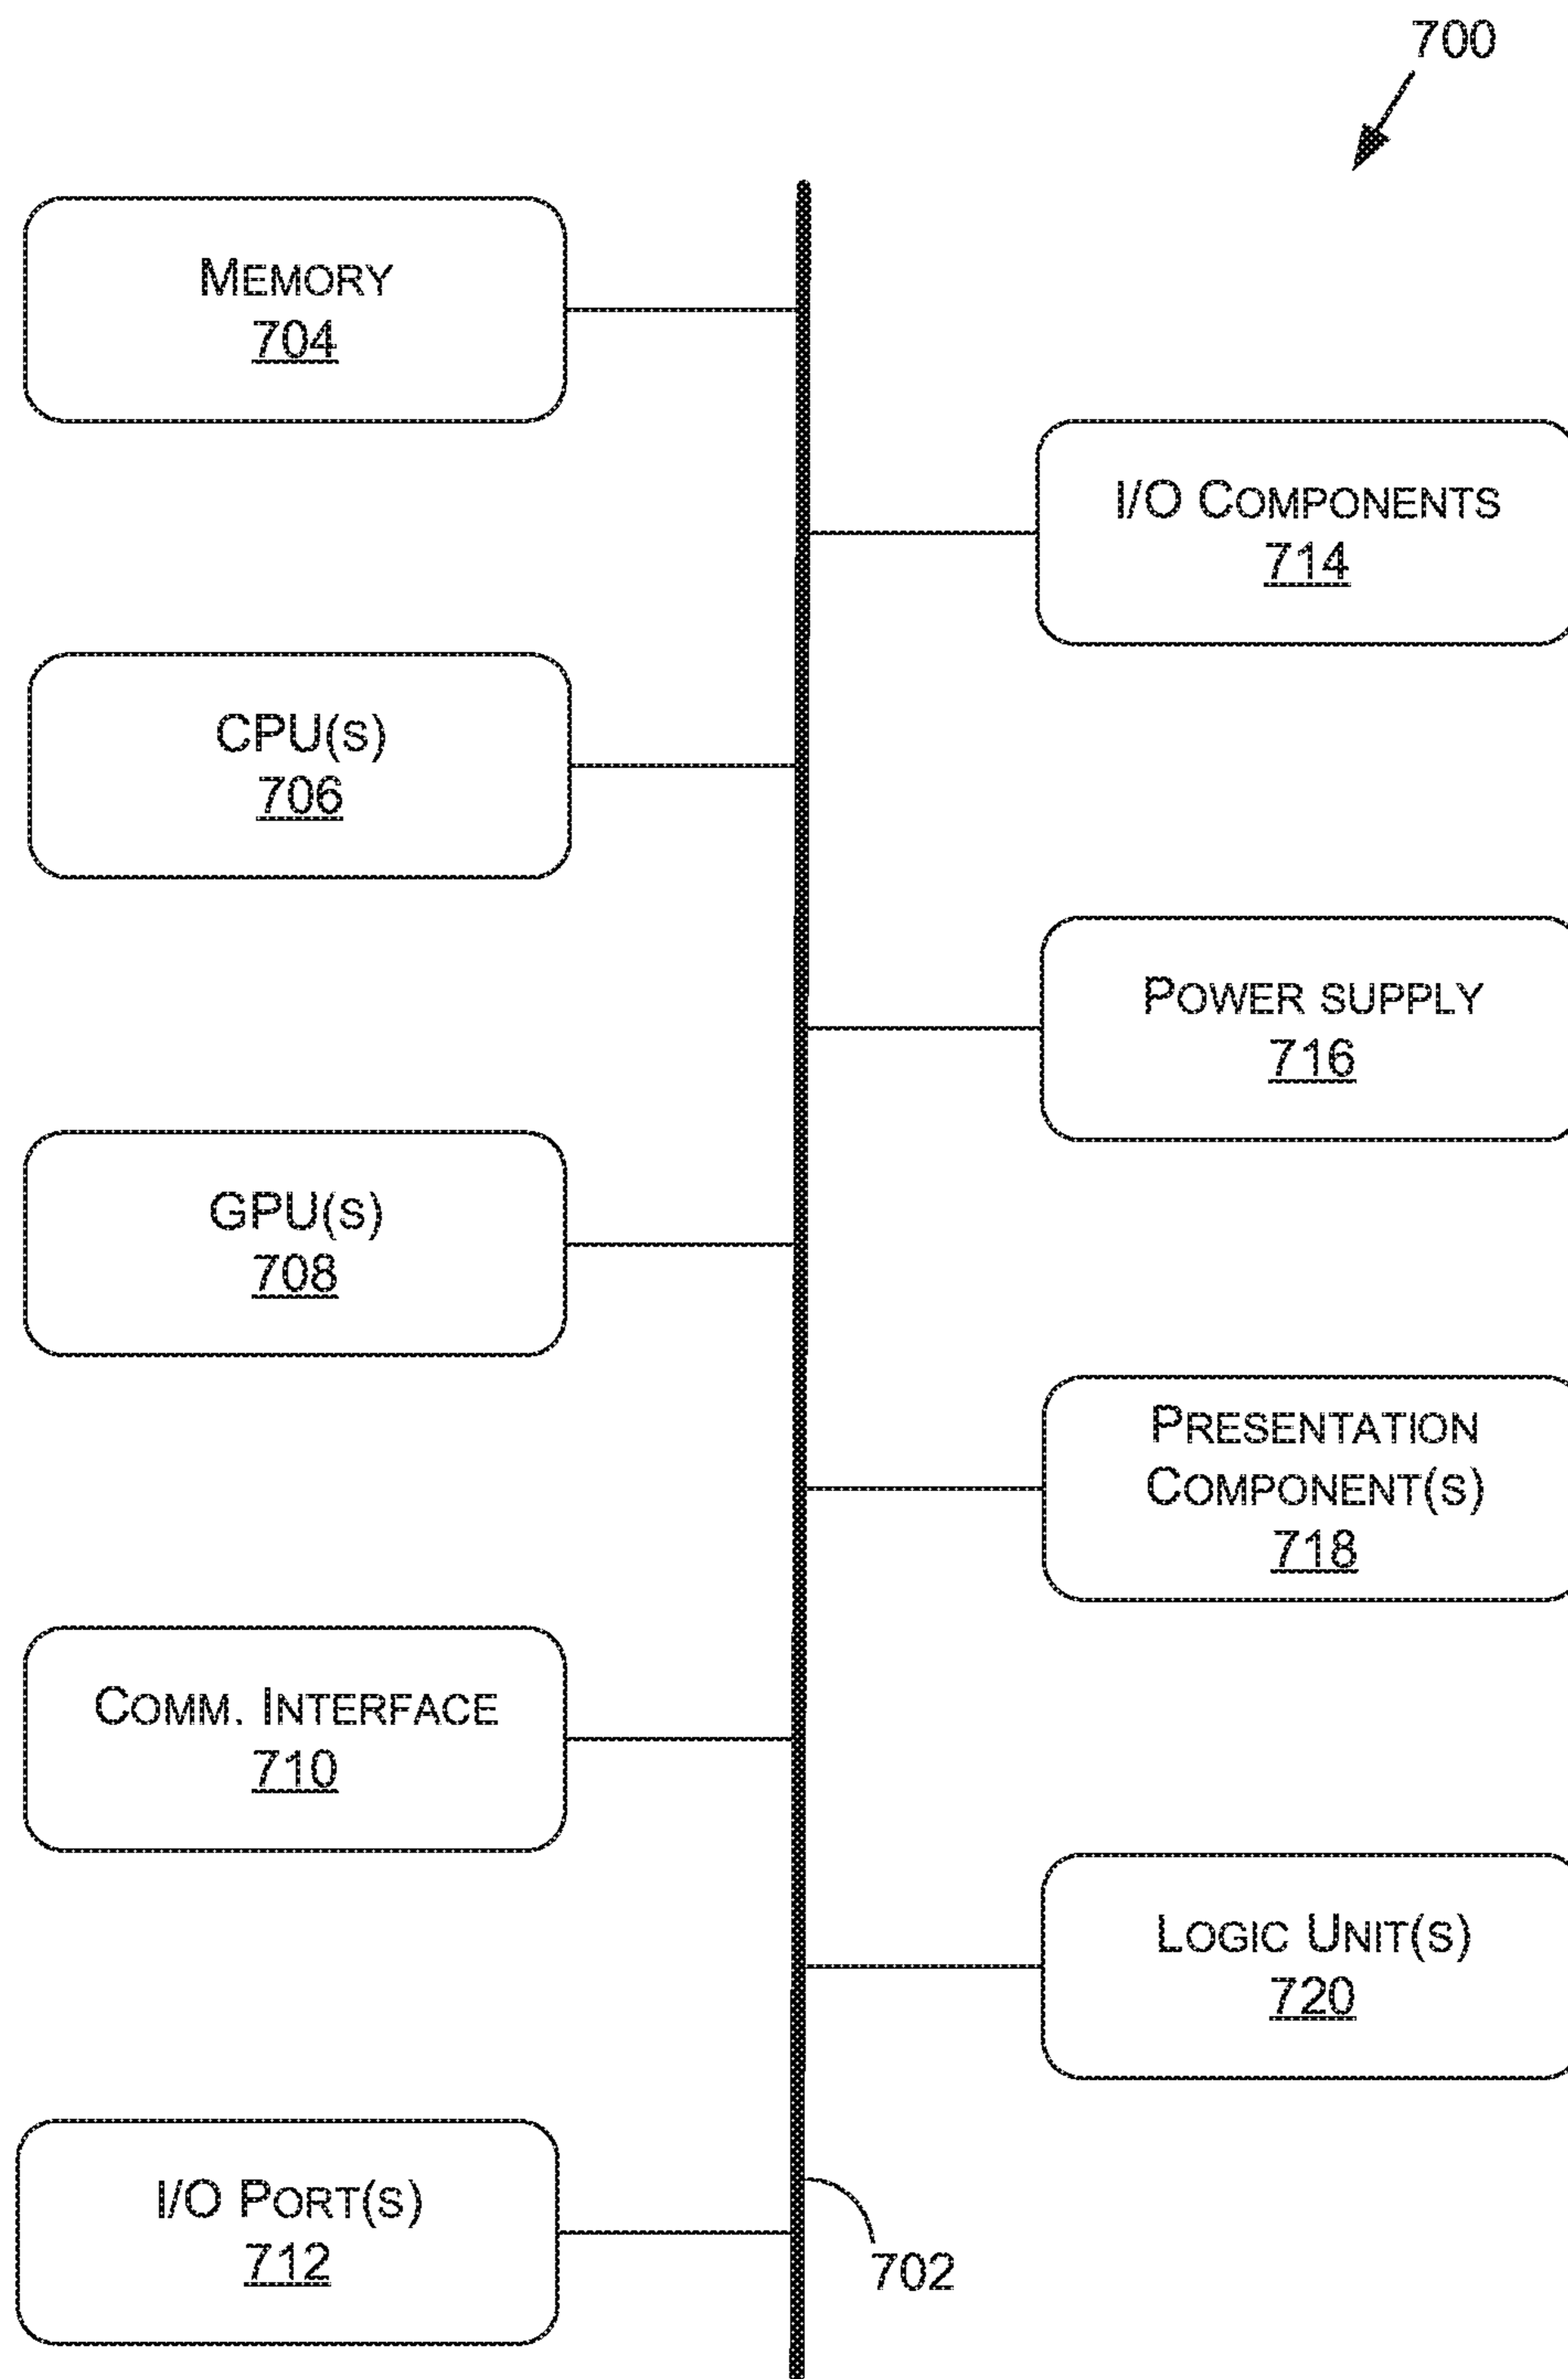 700
MEMORY
704
I/O COMPONENTS
714
CPU(S)
706
POWER SUPPLY
716
GPU(S)
708
PRESENTATION
COMPONENT(S)
718
COMM. INTERFACE
710
LOGIC UNIT(S)
720
I/O PORT(S)
712
702